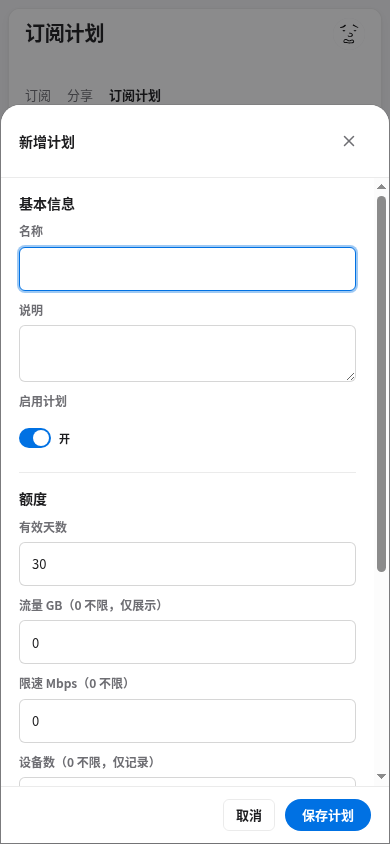 订阅计划
订阅 分享 订阅计划
新增计划
基本信息
名称
说明
启用计划
开
额度
有效天数
30
流量 GB（0 不限，仅展示）
0
限速 Mbps（0 不限）
0
设备数（0 不限，仅记录）
取消 保存计划